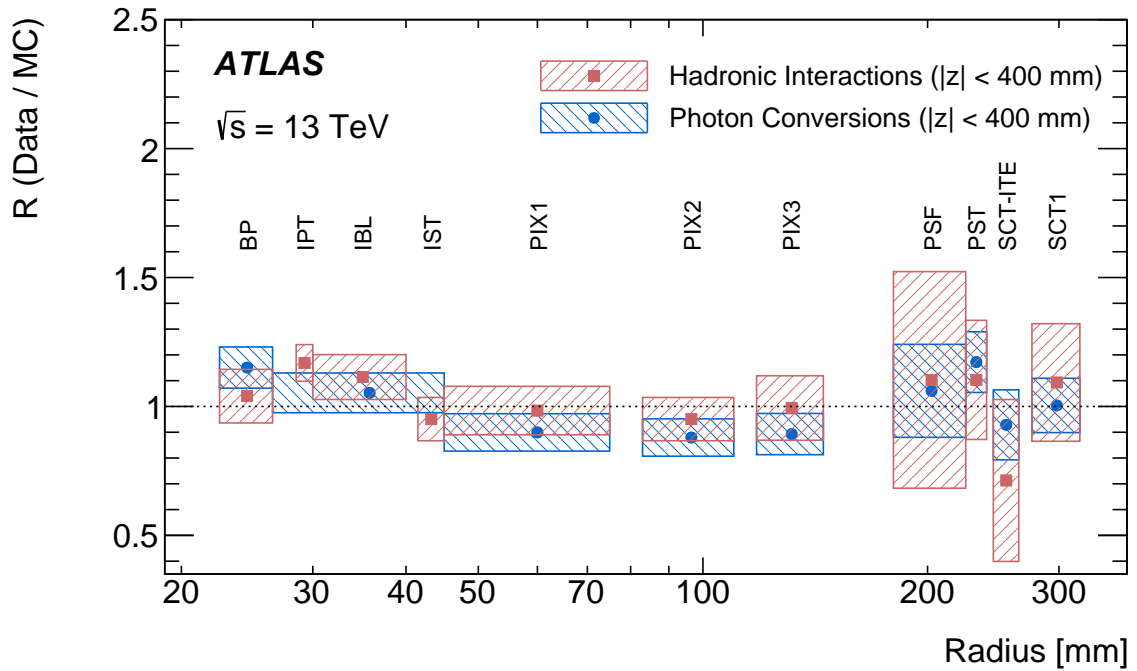 R (Data / MC)
2.5
2
1.5
1
0.5
ATLAS
√s = 13 TeV
Hadronic Interactions (|z| < 400 mm)
Photon Conversions (|z| < 400 mm)
BP
IPT
IBL
IST
PIX1
PIX2
PIX3
PSF
PST
SCT-ITE
SCT1
20 30 40 50 70 100 200 300
Radius [mm]